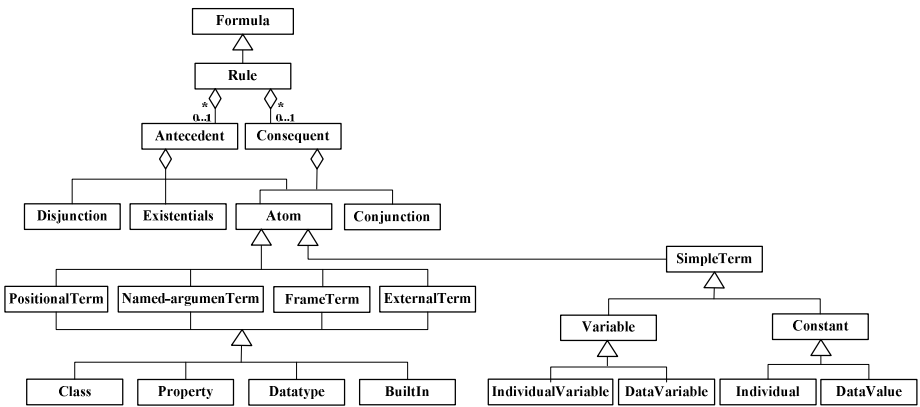 Formula
Rule
* *
0...1 0...1
Antecedent Consequent
Disjunction Existentials Atom Conjunction
SimpleTerm
PositionalTerm Named-argumenTerm FrameTerm ExternalTerm
Variable Constant
Class Property Datatype BuiltIn IndividualVariable DataVariable Individual DataValue